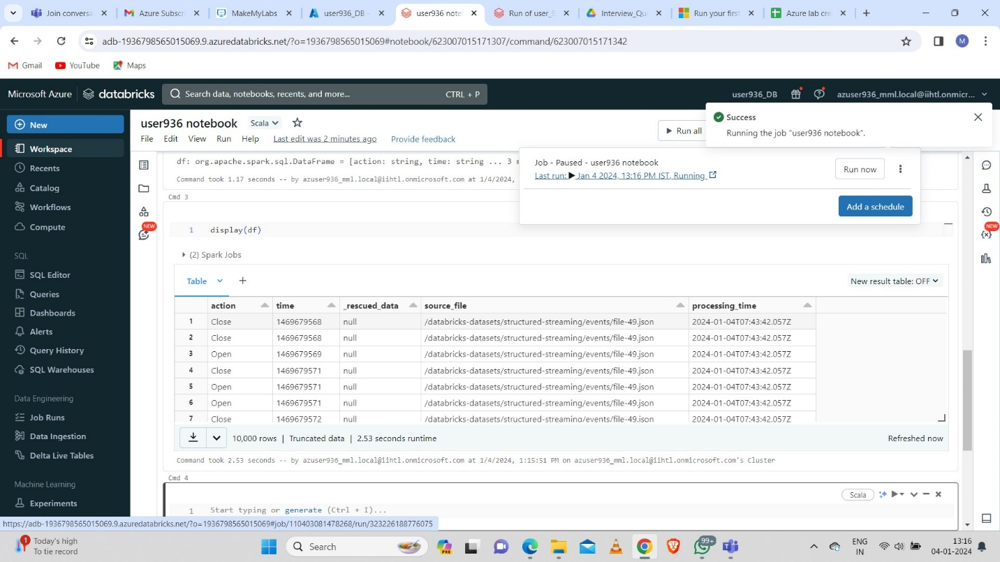 Join conversa
Azure Subscri
MakeMyLabs
user936_DB -
user936 note
Run of user_9
Interview_Qu
Run your first
Azure lab cre
adb-1936798565015069.9.azuredatabricks.net/?o=1936798565015069#notebook/623007015171307/command/623007015171342
M
Gmail
YouTube
Maps
Microsoft Azure
databricks
Search data, notebooks, recents, and more...
CTRL + P
user936_DB
azuser936_mml.local@iihtl.onmicr...
New
Workspace
Recents
Catalog
Workflows
Compute
SQL
SQL Editor
Queries
Dashboards
Alerts
Query History
SQL Warehouses
Data Engineering
Job Runs
Data Ingestion
Delta Live Tables
Machine Learning
Experiments
user936 notebook
Scala
File Edit View Run Help Last edit was 2 minutes ago Provide feedback
Run all
Success
Running the job "user936 notebook".
Job - Paused - user936 notebook
Last run: Jan 4 2024, 13:16 PM IST, Running
Run now
Add a schedule
NEW
NEW
df: org.apache.spark.sql.DataFrame = [action: string, time: string ... 3 m
Command took 1.17 seconds -- by azuser936_mml.local@iihtl.onmicrosoft.com at 1/4/2024,
Cmd 3
1 display(df)
(2) Spark Jobs
Table
New result table: OFF
action time _rescued_data source_file processing_time
1 Close 1469679568 null /databricks-datasets/structured-streaming/events/file-49.json 2024-01-04T07:43:42.057Z
2 Close 1469679568 null /databricks-datasets/structured-streaming/events/file-49.json 2024-01-04T07:43:42.057Z
3 Open 1469679569 null /databricks-datasets/structured-streaming/events/file-49.json 2024-01-04T07:43:42.057Z
4 Close 1469679571 null /databricks-datasets/structured-streaming/events/file-49.json 2024-01-04T07:43:42.057Z
5 Open 1469679571 null /databricks-datasets/structured-streaming/events/file-49.json 2024-01-04T07:43:42.057Z
6 Open 1469679571 null /databricks-datasets/structured-streaming/events/file-49.json 2024-01-04T07:43:42.057Z
7 Close 1469679572 null /databricks-datasets/structured-streaming/events/file-49.json 2024-01-04T07:43:42.057Z
10,000 rows | Truncated data | 2.53 seconds runtime
Refreshed now
Command took 2.53 seconds -- by azuser936_mml.local@iihtl.onmicrosoft.com at 1/4/2024, 1:15:51 PM on azuser936_mml.local@iihtl.onmicrosoft.com's Cluster
Cmd 4
Scala
1 Start typing or generate (Ctrl + I)...
https://adb-1936798565015069.9.azuredatabricks.net/?o=1936798565015069#job/110403081478268/run/323226188776075
1
Today's high
To tie record
Search
PRE
99+
ENG
IN
13:16
04-01-2024